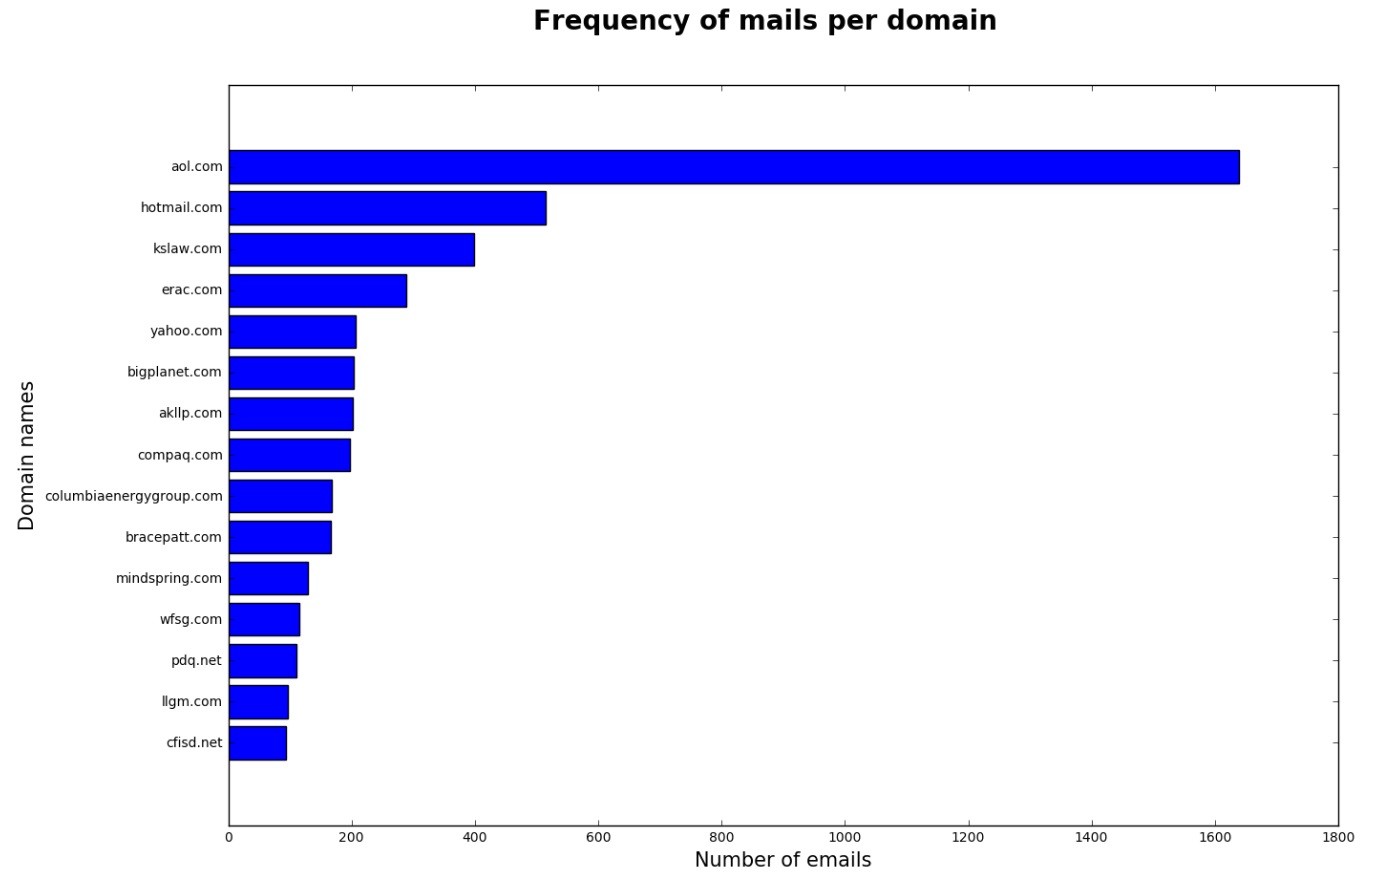 Frequency of mails per domain
aol.com
hotmail.com
kslaw.com
erac.com
yahoo.com
bigplanet.com
akllp.com
compaq.com
columbiaenergygroup.com
bracepatt.com
mindspring.com
wfsg.com
pdq.net
llgm.com
cfisd.net
Domain names
0 200 400 600 800 1000 1200 1400 1600 1800
Number of emails